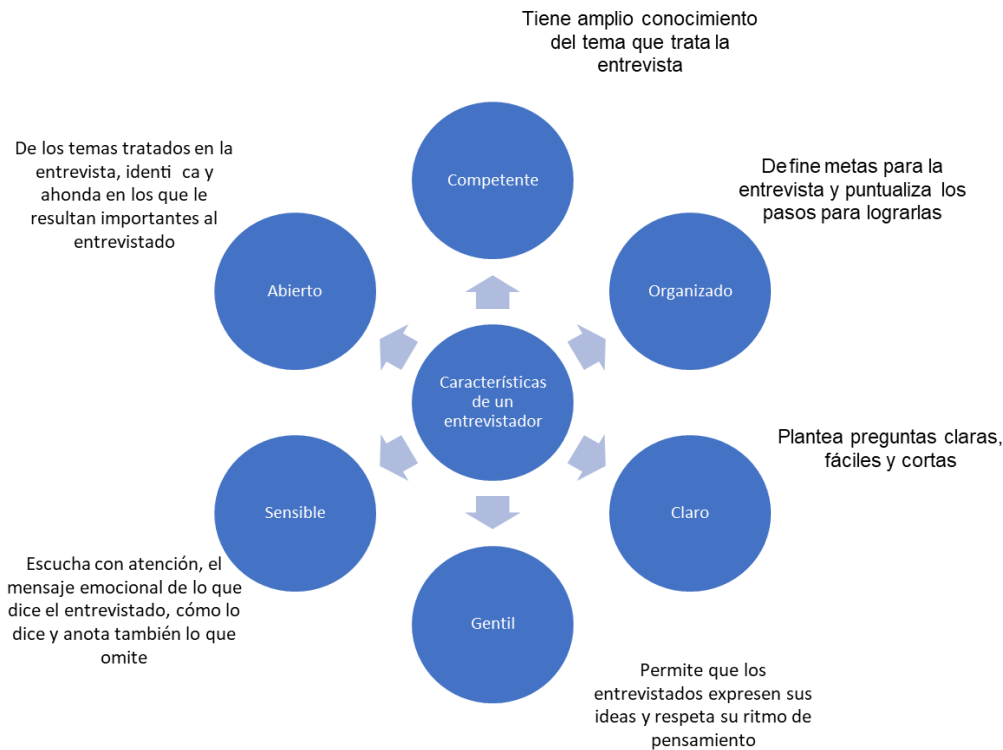 Tiene amplio conocimiento
del tema que trata la
entrevista
Competente
De los temas tratados en la
entrevista, identi ca y
ahonda en los que le
resultan importantes al
entrevistado
Define metas para la
entrevista y puntualiza los
pasos para lograrlas
Abierto
Organizado
Características
de un
entrevistador
Plantea preguntas claras,
fáciles y cortas
Sensible
Claro
Escucha con atención, el
mensaje emocional de lo que
dice el entrevistado, cómo lo
dice y anota también lo que
omite
Gentil
Permite que los
entrevistados expresen sus
ideas y respeta su ritmo de
pensamiento